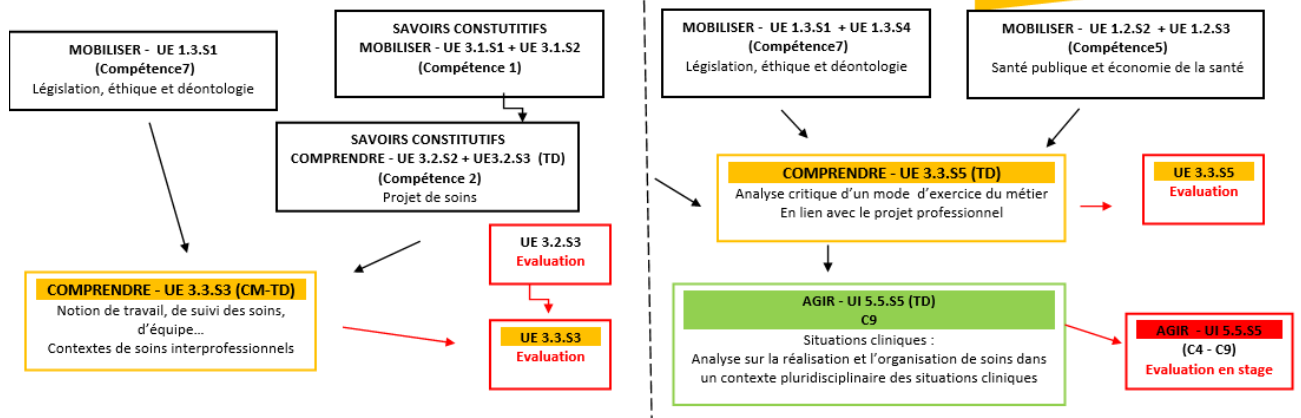 MOBILISER - UE 1.3.S1
(Compétence7)
Législation, éthique et déontologie
SAVOIRS CONSTUTITIFS
MOBILISER - UE 3.1.S1 + UE 3.1.S2
(Compétence 1)
SAVOIRS CONSTITUTIFS
COMPRENDRE - UE 3.2.S2 + UE3.2.S3 (TD)
(Compétence 2)
Projet de soins
UE 3.2.S3
Evaluation
COMPRENDRE - UE 3.3.S3 (CM-TD)
Notion de travail, de suivi des soins,
d'équipe…
Contextes de soins interprofessionnels
UE 3.3.S3
Evaluation
MOBILISER - UE 1.3.S1 + UE 1.3.S4
(Compétence7)
Législation, éthique et déontologie
MOBILISER - UE 1.2.S2 + UE 1.2.S3
(Compétence5)
Santé publique et économie de la santé
COMPRENDRE - UE 3.3.S5 (TD)
Analyse critique d'un mode d'exercice du métier
En lien avec le projet professionnel
UE 3.3.S5
Evaluation
AGIR - UI 5.5.S5 (TD)
C9
Situations cliniques :
Analyse sur la réalisation et l'organisation de soins dans
un contexte pluridisciplinaire des situations cliniques
AGIR - UI 5.5.S5
(C4 - C9)
Evaluation en stage